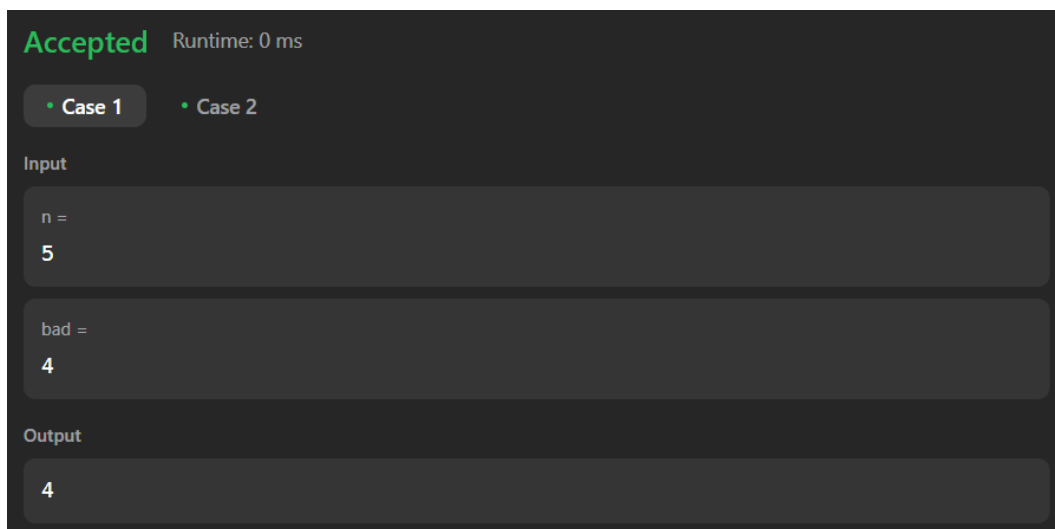 Accepted Runtime: 0 ms
• Case 1 • Case 2
Input
n =
5
bad =
4
Output
4